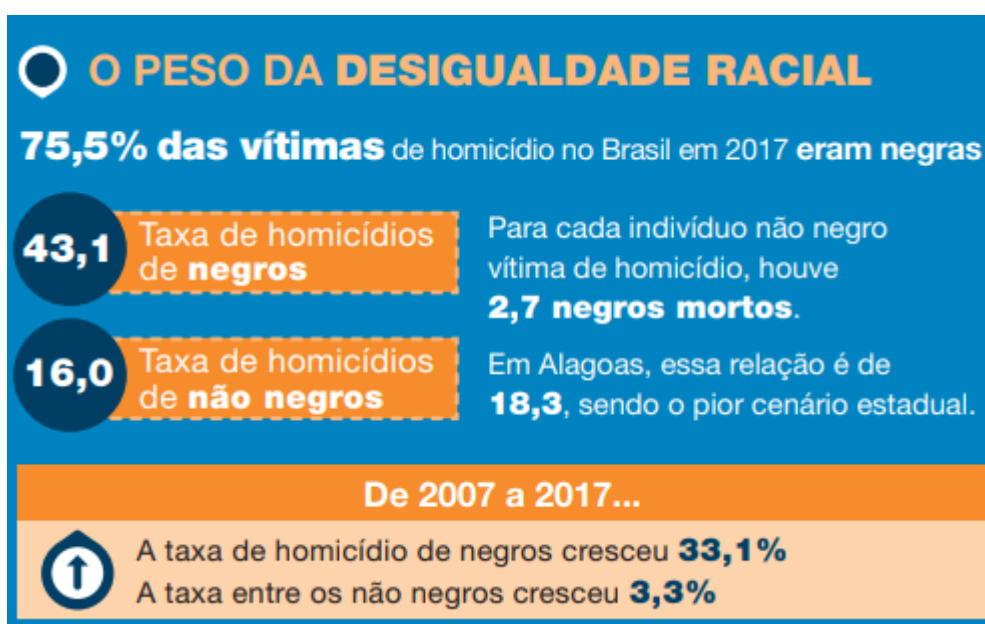 O PESO DA DESIGUALDADE RACIAL
75,5% das vítimas de homicídio no Brasil em 2017 eram negras
43,1
Taxa de homicídios
de negros
Para cada indivíduo não negro
vítima de homicídio, houve
2,7 negros mortos.
16,0
Taxa de homicídios
de não negros
Em Alagoas, essa relação é de
18,3, sendo o pior cenário estadual.
De 2007 a 2017...
A taxa de homicídio de negros cresceu 33,1%
A taxa entre os não negros cresceu 3,3%